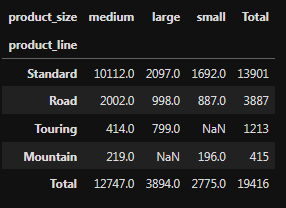 product_size medium large small Total
product_line
Standard 10112.0 2097.0 1692.0 13901
Road 2002.0 998.0 887.0 3887
Touring 414.0 799.0 NaN 1213
Mountain 219.0 NaN 196.0 415
Total 12747.0 3894.0 2775.0 19416